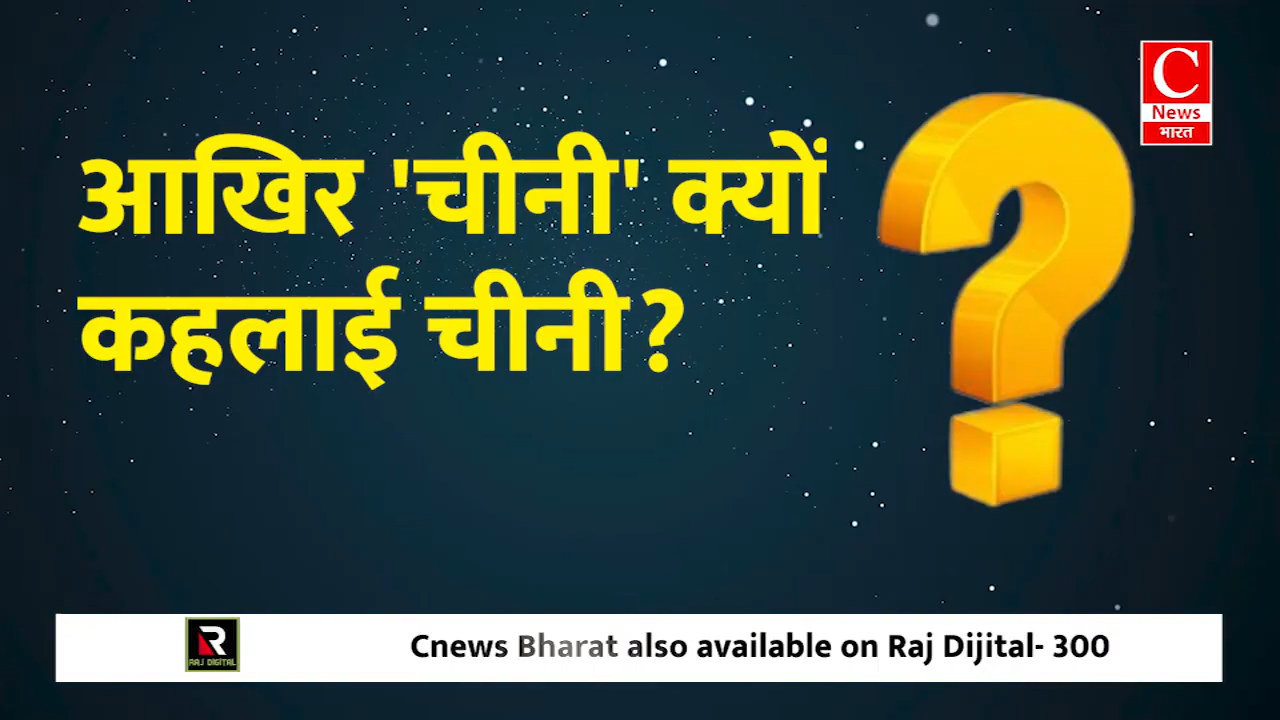 आखिर 'चीनी' क्यों
कहलाई चीनी?
?
C
News
भारत
R
RAJ DIGITAL
Cnews Bharat also available on Raj Dijital- 300